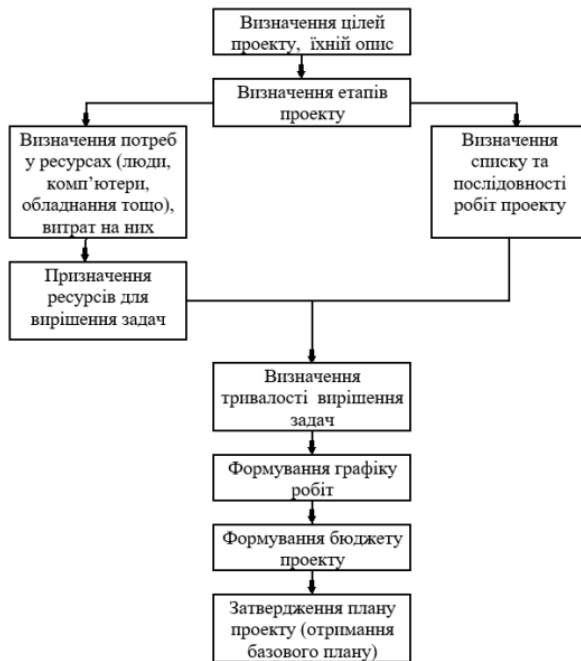 Визначення цілей
проекту, їхній опис
Визначення етапів
проекту
Визначення потреб
у ресурсах (люди,
комп’ютери,
обладнання тощо),
витрат на них
Визначення
списку та
послідовності
робіт проекту
Призначення
ресурсів для
вирішення задач
Визначення
тривалості вирішення
задач
Формування графіку
робіт
Формування бюджету
проекту
Затвердження плану
проекту (отримання
базового плану)